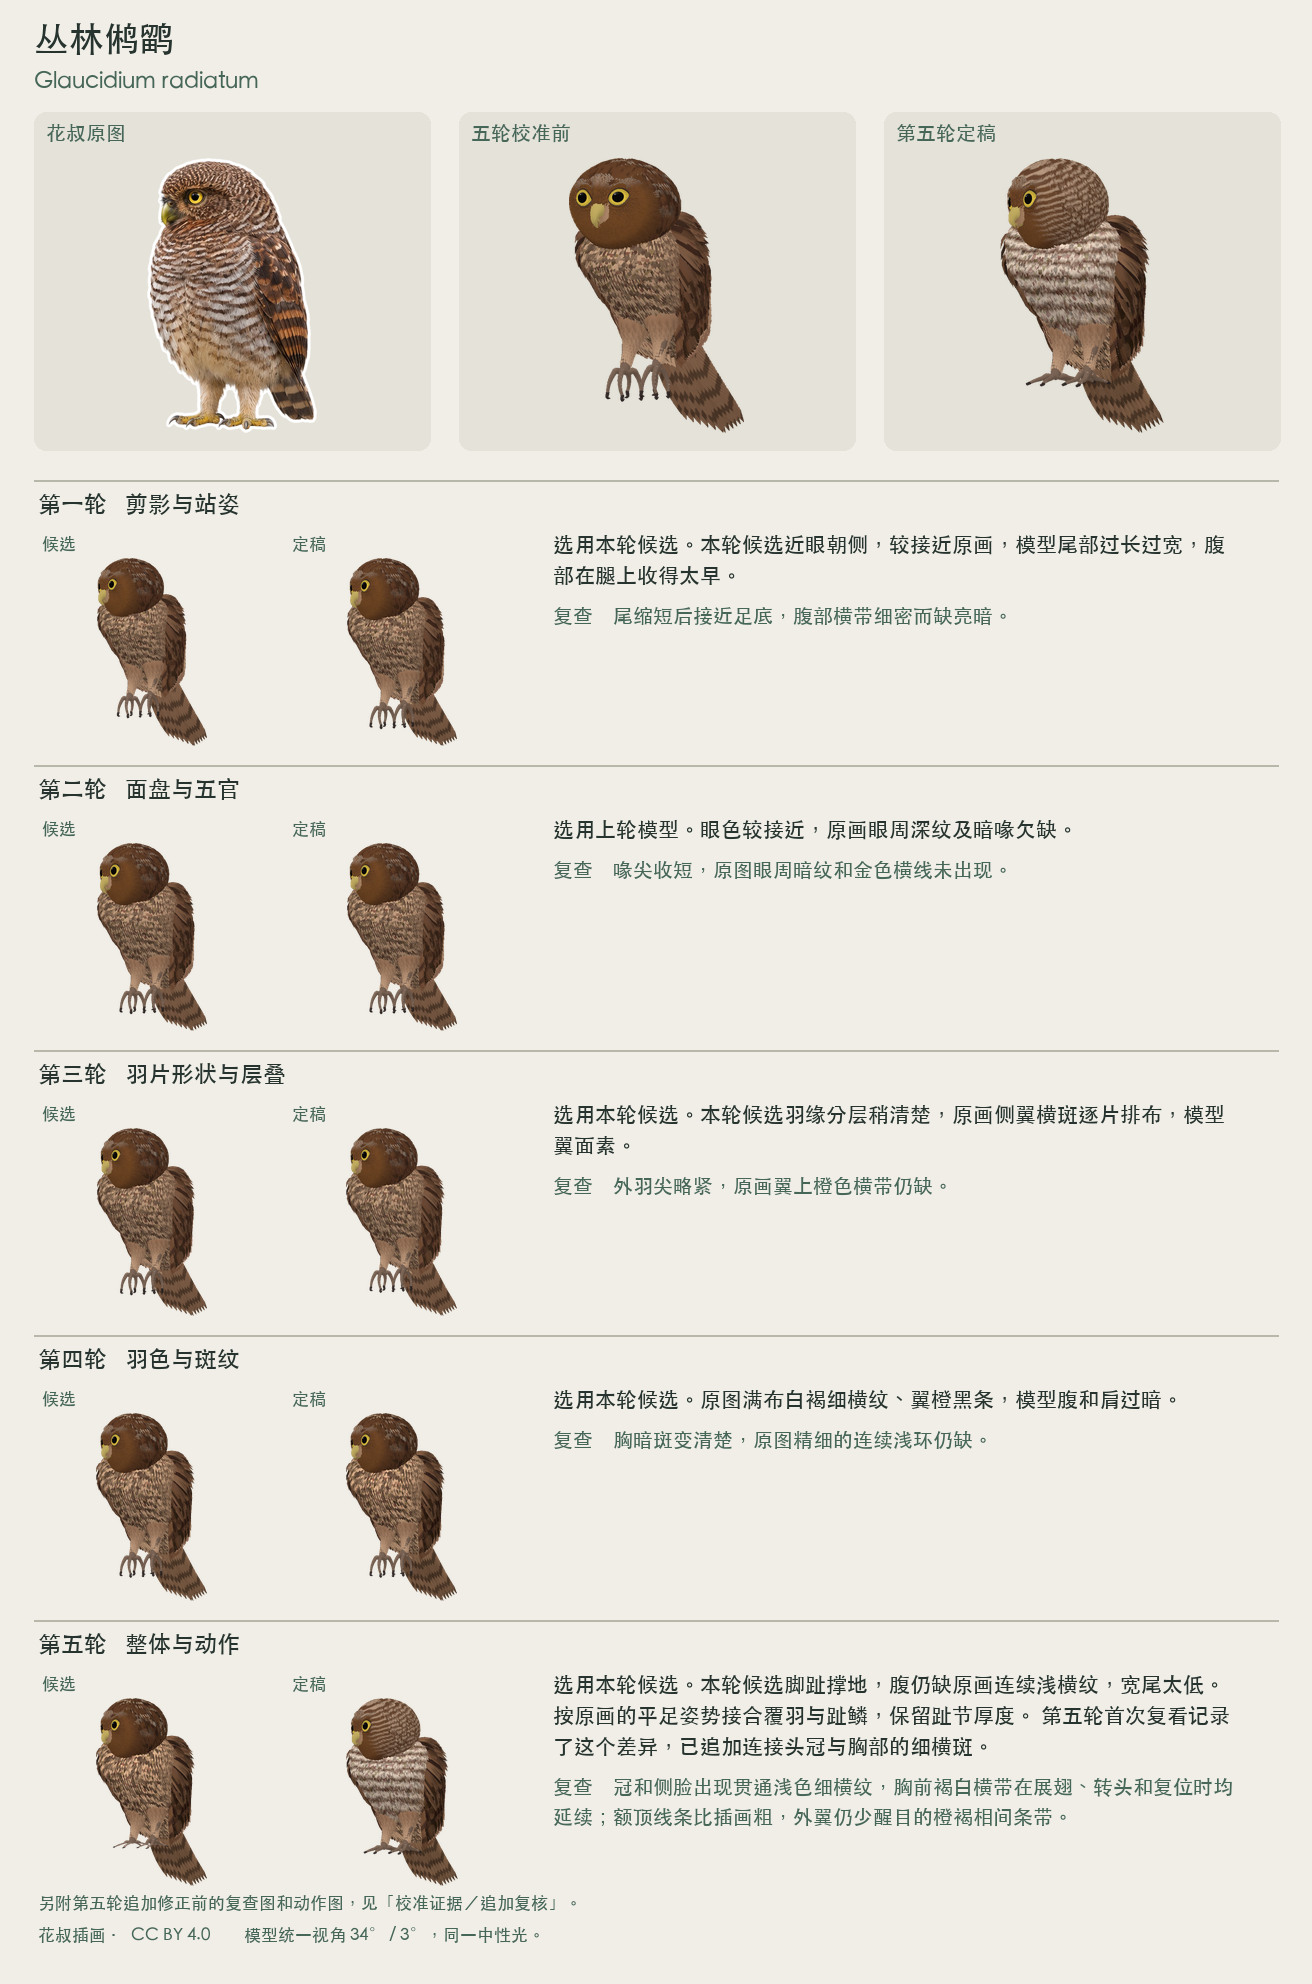 丛林鸺鹠
Glaucidium radiatum
花叔原图
五轮校准前
第五轮定稿
第一轮 剪影与站姿
候选
定稿
选用本轮候选。本轮候选近眼朝侧，较接近原画，模型尾部过长过宽，腹
部在腿上收得太早。
复查 尾缩短后接近足底，腹部横带细密而缺亮暗。
第二轮 面盘与五官
候选
定稿
选用上轮模型。眼色较接近，原画眼周深纹及暗喙欠缺。
复查 喙尖收短，原图眼周暗纹和金色横线未出现。
第三轮 羽片形状与层叠
候选
定稿
选用本轮候选。本轮候选羽缘分层稍清楚，原画侧翼横斑逐片排布，模型
翼面素。
复查 外羽尖略紧，原画翼上橙色横带仍缺。
第四轮 羽色与斑纹
候选
定稿
选用本轮候选。原图满布白褐细横纹、翼橙黑条，模型腹和肩过暗。
复查 胸暗斑变清楚，原图精细的连续浅环仍缺。
第五轮 整体与动作
候选
定稿
选用本轮候选。本轮候选脚趾撑地，腹仍缺原画连续浅横纹，宽尾太低。
按原画的平足姿势接合覆羽与趾鳞，保留趾节厚度。 第五轮首次复看记录
了这个差异，已追加连接头冠与胸部的细横斑。
复查 冠和侧脸出现贯通浅色细横纹，胸前褐白横带在展翅、转头和复位时均
延续；额顶线条比插画粗，外翼仍少醒目的橙褐相间条带。
另附第五轮追加修正前的复查图和动作图，见「校准证据／追加复核」。
花叔插画 · CC BY 4.0 模型统一视角 34° / 3°，同一中性光。